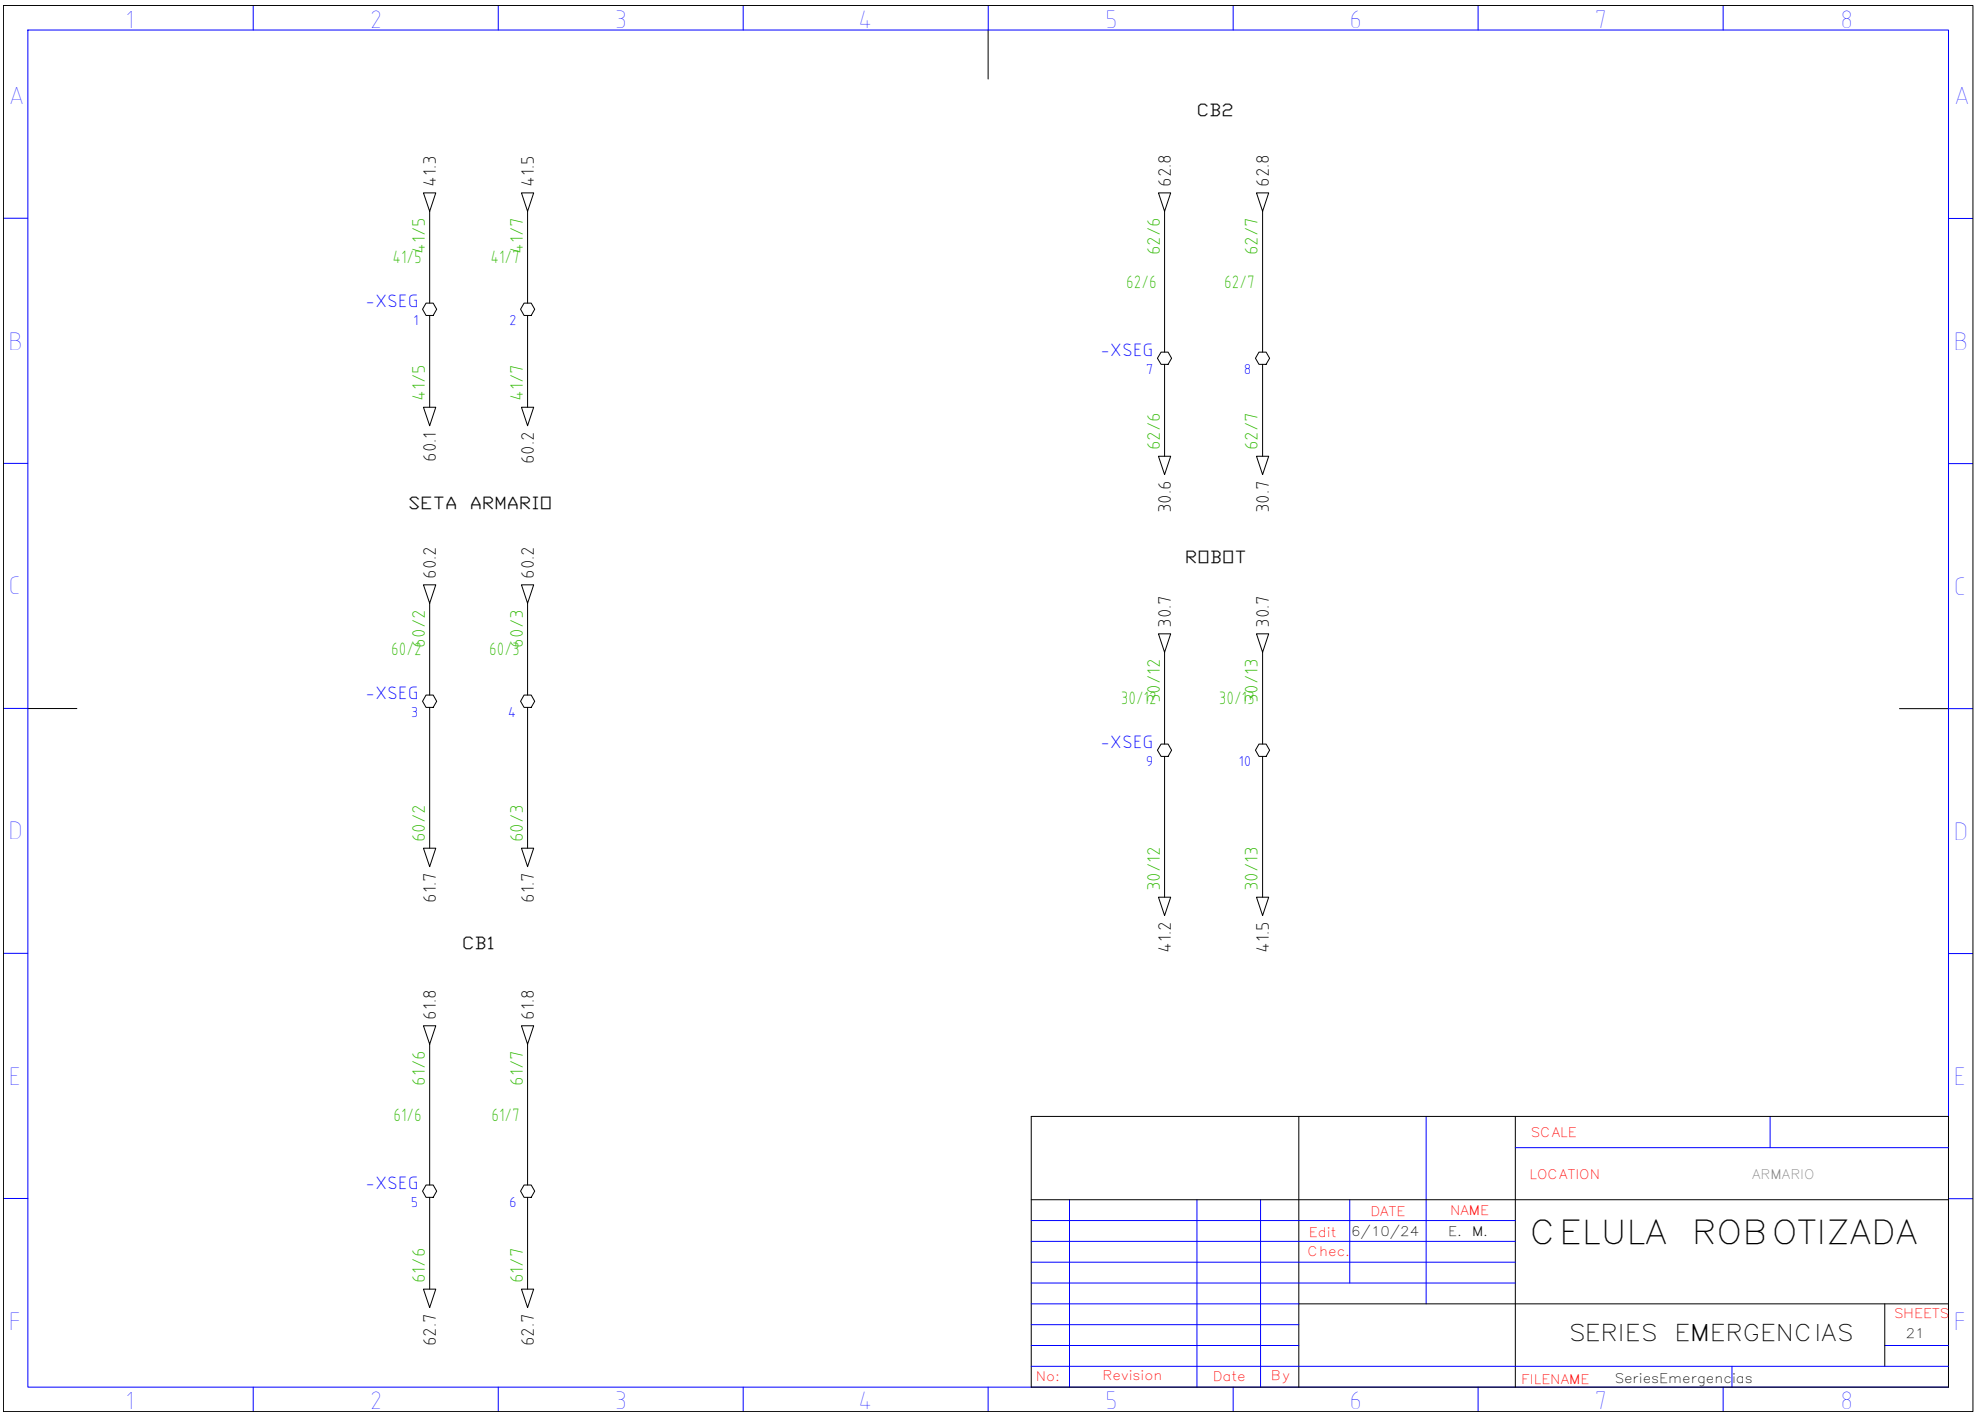 1 2 3 4 5 6 7 8
A A
CB2
41.3 41.5 62.8 62.8
41/5 41/7 62/6 62/7
41/5 41/7 62/6 62/7
-XSEG 1 2
B B
-XSEG 7 8
41/5 41/7 62/6 62/7
60.1 60.2 30.6 30.7
SETA ARMARIO
ROBOT
60.2 60.2 30.7 30.7
C C
60/2 60/3 30/12 30/13
60/2 60/3 30/12 30/13
-XSEG 3 4
-XSEG 9 10
D D
60/2 60/3 30/12 30/13
61.7 61.7 41.2 41.5
CB1
61.8 61.8
61/6 61/7
E E
61/6 61/7
-XSEG 5 6
61/6 61/7
62.7 62.7
F F
SCALE
LOCATION ARMARIO
DATE NAME
Edit 6/10/24 E. M.
Chec.
CELULA ROBOTIZADA
SERIES EMERGENCIAS
SHEETS
21
No: Revision Date By
FILENAME SeriesEmergencias
1 2 3 4 5 6 7 8